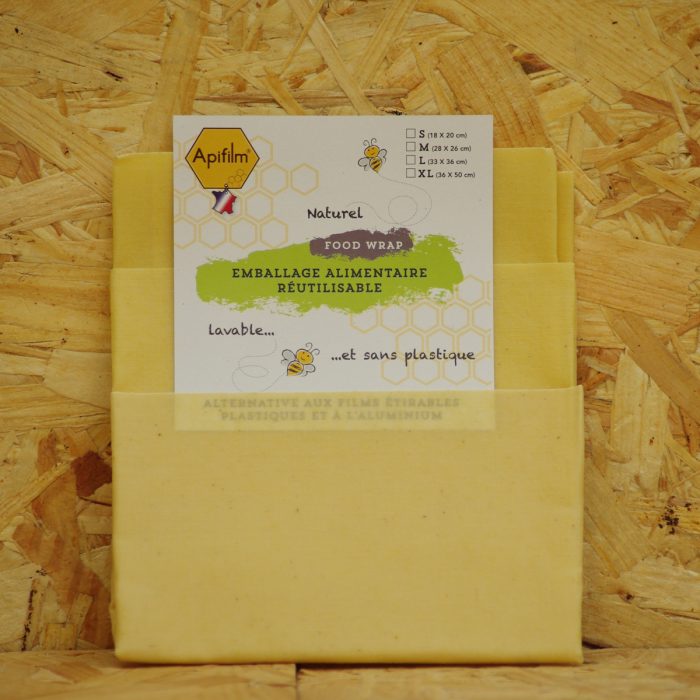 Apifilm®
S (18 X 20 cm)
M (28 X 26 cm)
L (33 X 36 cm)
XL (36 X 50 cm)
Naturel
FOOD WRAP
EMBALLAGE ALIMENTAIRE
RÉUTILISABLE
lavable...
...et sans plastique
ALTERNATIVE AUX FILMS ÉTIRABLES
PLASTIQUES ET À L'ALUMINIUM